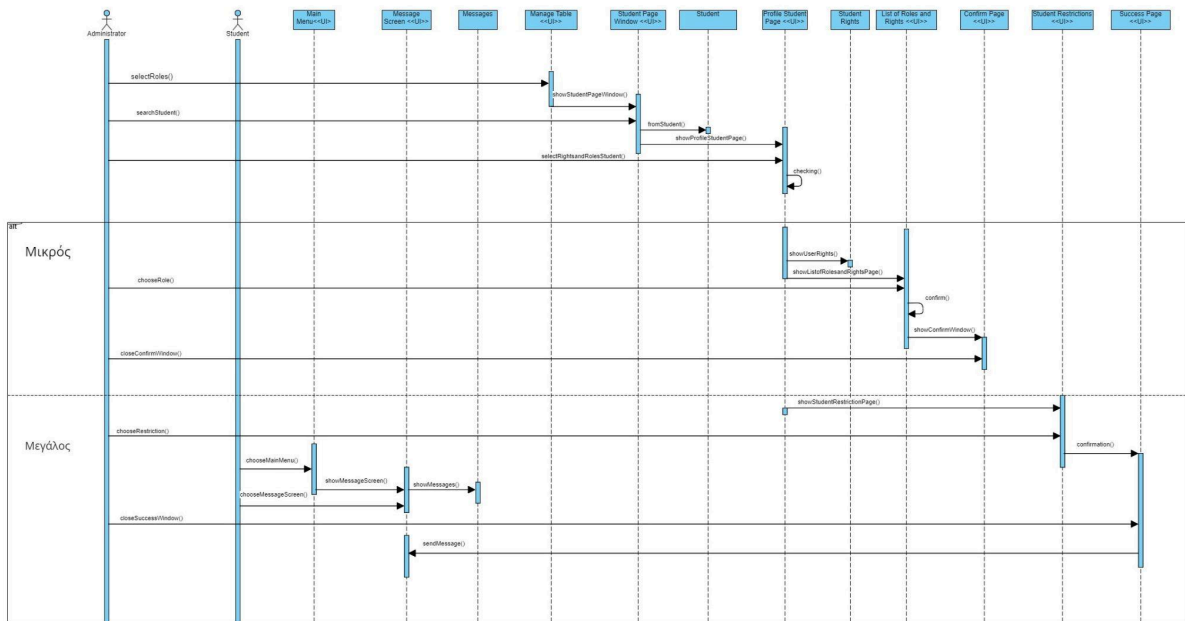 Main
Menu<<UI>
Message
Screen <<UI>>
Messages
Manage Table
<<UI>>
Student Page
Window <<UI>>
Student
Profile Student
Page <<UI>>
Student
Rights
List of Roles and
Rights <<UI>>
Confirm Page
<<UI>>
Student Restrictions
<<UI>>
Success Page
<<UI>>
Administrator
Student
selectRoles()
showStudentPageWindow()
searchStudent()
fromStudent()
showProfileStudentPage()
selectRightsandRolesStudent()
checking()
alt
Μικρός
showUserRights()
showListofRolesandRightsPage()
chooseRole()
confirm()
showConfirmWindow()
closeConfirmWindow()
showStudentRestrictionPage()
chooseRestriction()
Μεγάλος
confirmation()
chooseMainMenu()
showMessageScreen()
showMessages()
chooseMessageScreen()
closeSuccessWindow()
sendMessage()